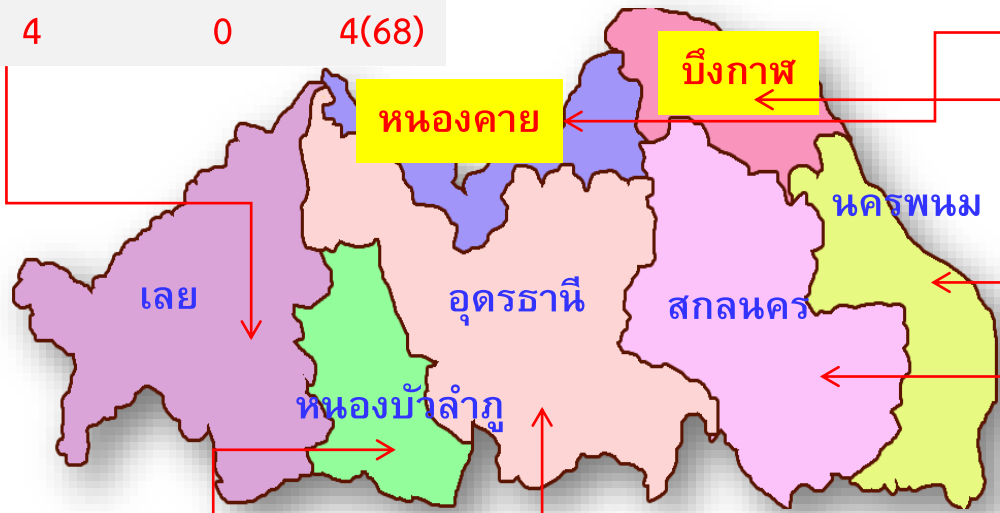 4 0 4(68)
บึงกาฬ
หนองคาย
นครพนม
เลย
อุดรธานี
สกลนคร
หนองบัวลำภู